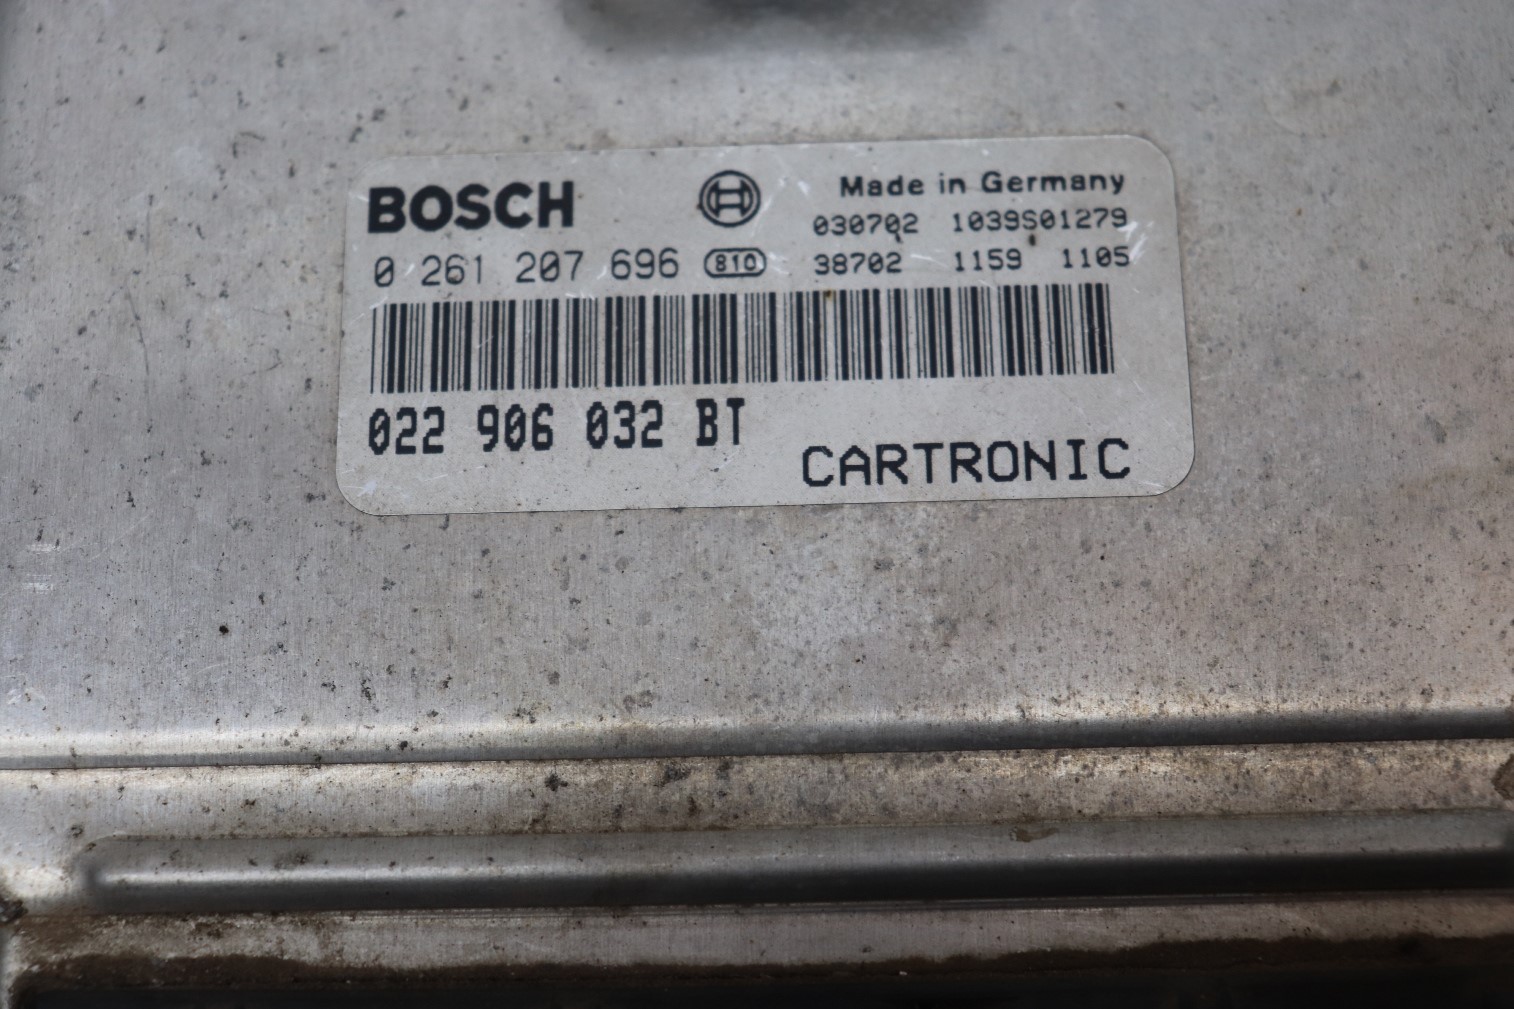 BOSCH
Made in Germany
030702 1039S01279
0 261 207 696 810 38702 1159 1105
022 906 032 BT
CARTRONIC